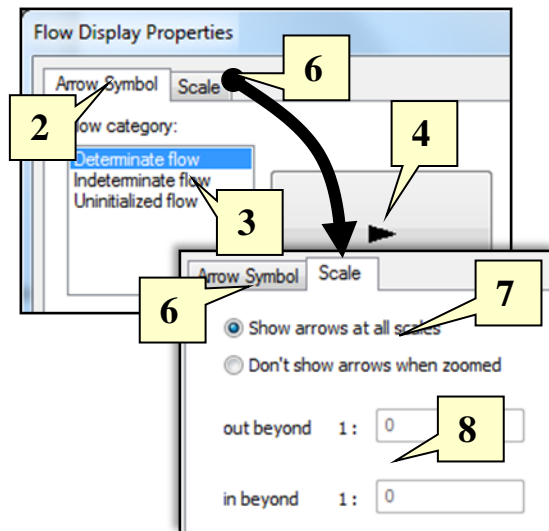 Flow Display Properties
6
Arrow Symbol Scale
2
ow category:
4
Determinate flow
Indeterminate flow
Uninitialized flow
3
Arrow Symbol Scale
6
7
Show arrows at all scales
Don't show arrows when zoomed
out beyond 1 : 0
8
in beyond 1 : 0